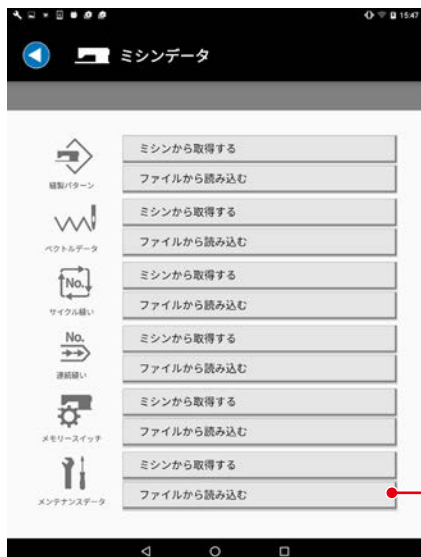 15:47
ミシンデータ
ミシンから取得する
ファイルから読み込む
縫製パターン
ミシンから取得する
ファイルから読み込む
ベクトルデータ
No.
ミシンから取得する
ファイルから読み込む
サイクル縫い
No.
ミシンから取得する
ファイルから読み込む
連続縫い
ミシンから取得する
ファイルから読み込む
メモリースイッチ
ミシンから取得する
ファイルから読み込む
メンテナンスデータ